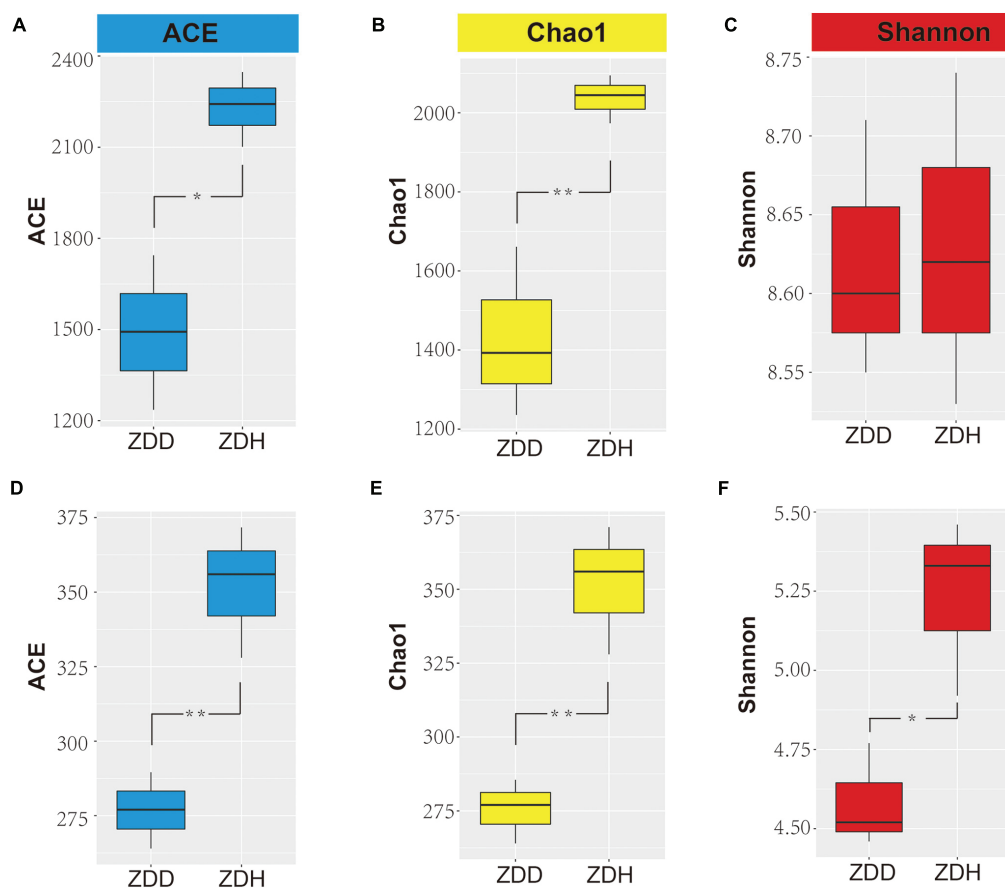 A
ACE
B
Chao1
C
Shannon
ACE
2400
2100
1800
1500
1200
*
ZDD
ZDH
Chao1
2000
1800
1600
1400
1200
**
ZDD
ZDH
Shannon
8.75
8.70
8.65
8.60
8.55
ZDD
ZDH
D
ACE
375
350
325
300
275
**
ZDD
ZDH
E
Chao1
375
350
325
300
275
**
ZDD
ZDH
F
Shannon
5.50
5.25
5.00
4.75
4.50
*
ZDD
ZDH